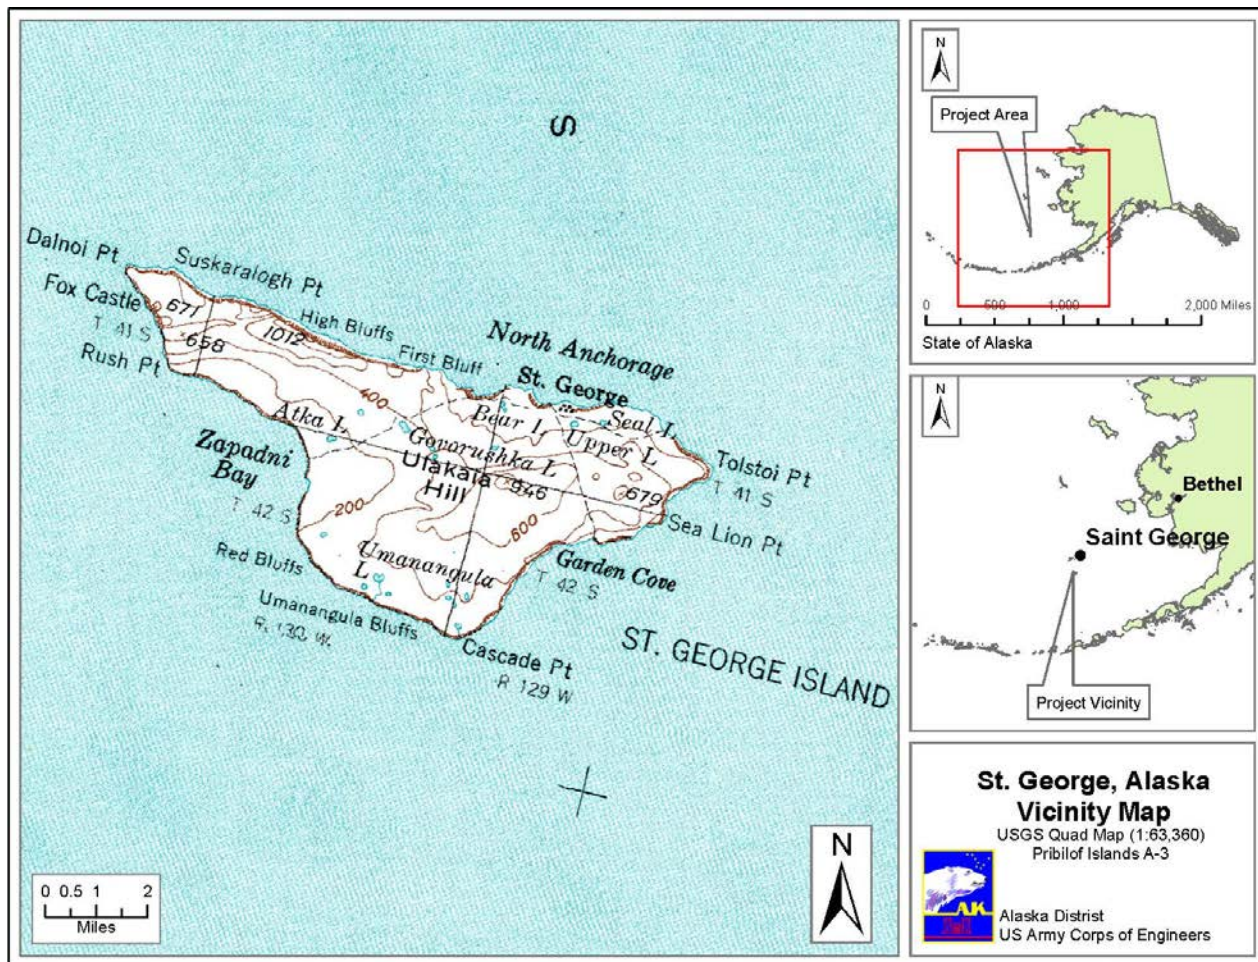 S
Dalnoi Pt
Suskaralogh Pt
Fox Castle
T 41 S
Rush Pt
671
658
1012
High Bluffs
First Bluff
North Anchorage
St. George
400
Atka L
Bear L
Seal L
Upper L
Govorushka L
Ulakaia
Hill
946
679
Tolstoi Pt
T 41 S
Zapadni
Bay
T 42 S
200
600
Sea Lion Pt
Red Bluffs
Umanangula
L
Garden Cove
T 42 S
Umanangula Bluffs
R 130 W
Cascade Pt
R 129 W
ST. GEORGE ISLAND
0 0.5 1 2
Miles
N
N
Project Area
0 500 1,000 2,000 Miles
State of Alaska
N
Bethel
Saint George
Project Vicinity
St. George, Alaska
Vicinity Map
USGS Quad Map (1:63,360)
Pribilof Islands A-3
AK
Alaska District
US Army Corps of Engineers